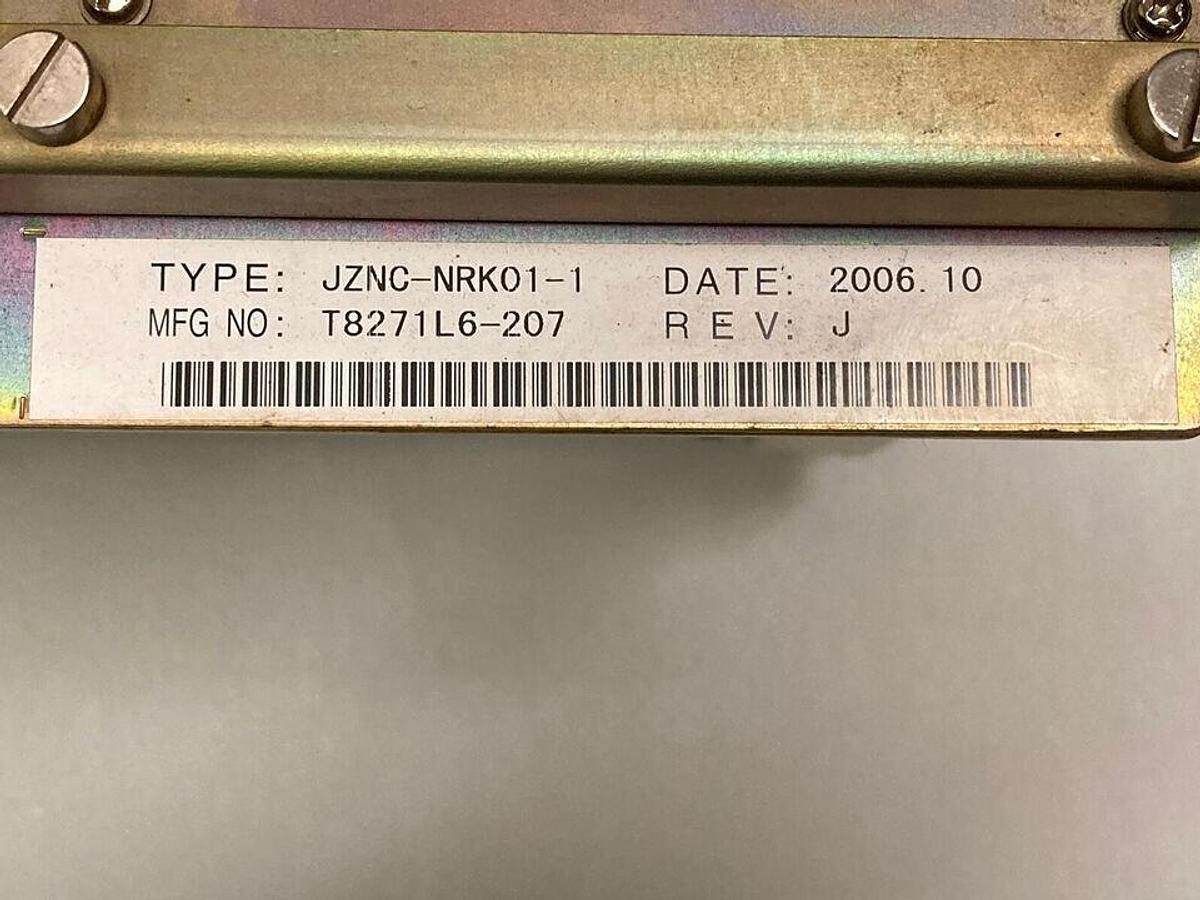 TYPE: JZNC-NRK01-1 DATE: 2006.10
MFG NO: T8271L6-207 REV: J